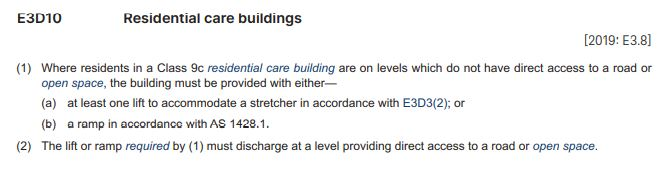 E3D10 Residential care buildings
[2019: E3.8]
(1) Where residents in a Class 9c residential care building are on levels which do not have direct access to a road or
open space, the building must be provided with either—
(a) at least one lift to accommodate a stretcher in accordance with E3D3(2); or
(b) a ramp in accordance with AS 1428.1.
(2) The lift or ramp required by (1) must discharge at a level providing direct access to a road or open space.